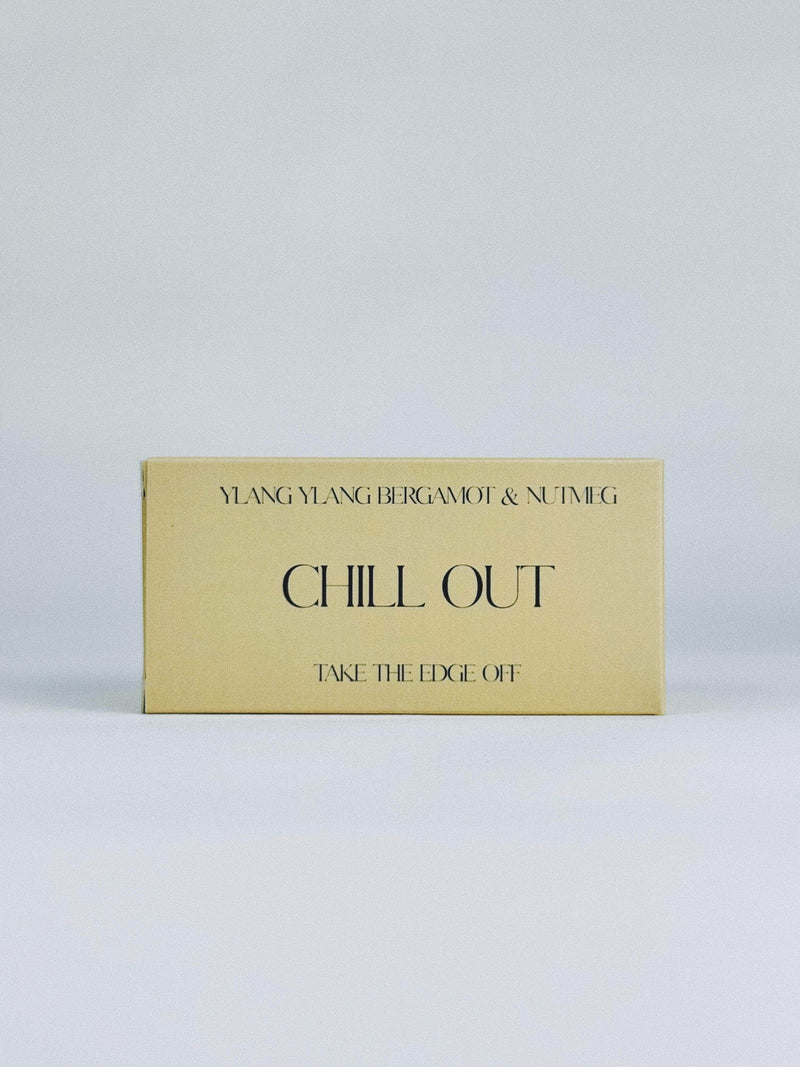 YLANG YLANG BERGAMOT & NUTMEG
CHILL OUT
TAKE THE EDGE OFF